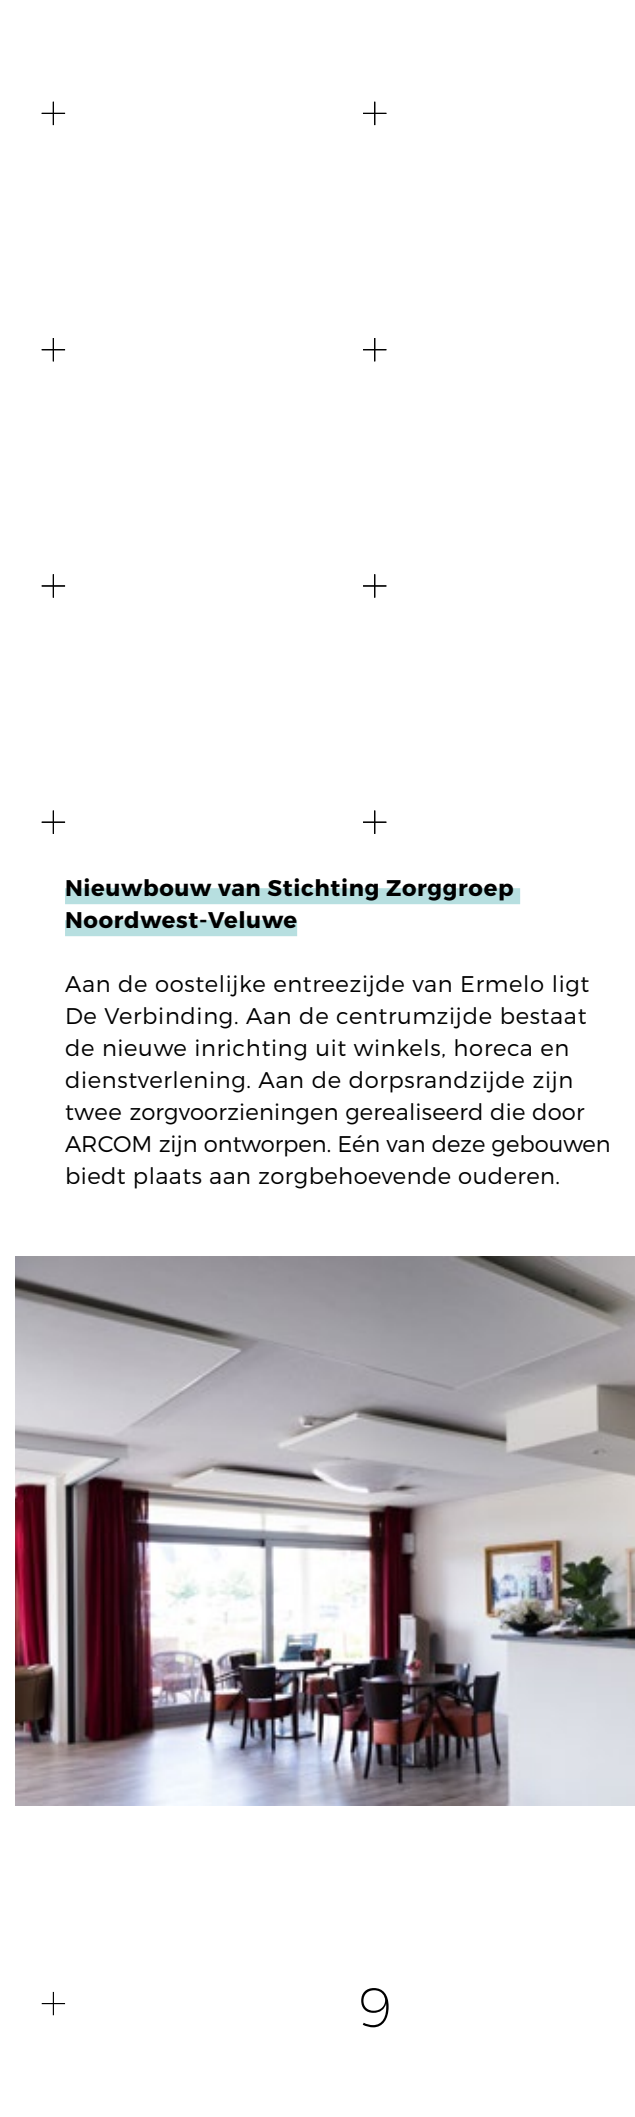 Nieuwbouw van Stichting Zorggroep
Noordwest-Veluwe
Aan de oostelijke entreezijde van Ermelo ligt
De Verbinding. Aan de centrumzijde bestaat
de nieuwe inrichting uit winkels, horeca en
dienstverlening. Aan de dorpsrandzijde zijn
twee zorgvoorzieningen gerealiseerd die door
ARCOM zijn ontworpen. Eén van deze gebouwen
biedt plaats aan zorgbehoevende ouderen.
9